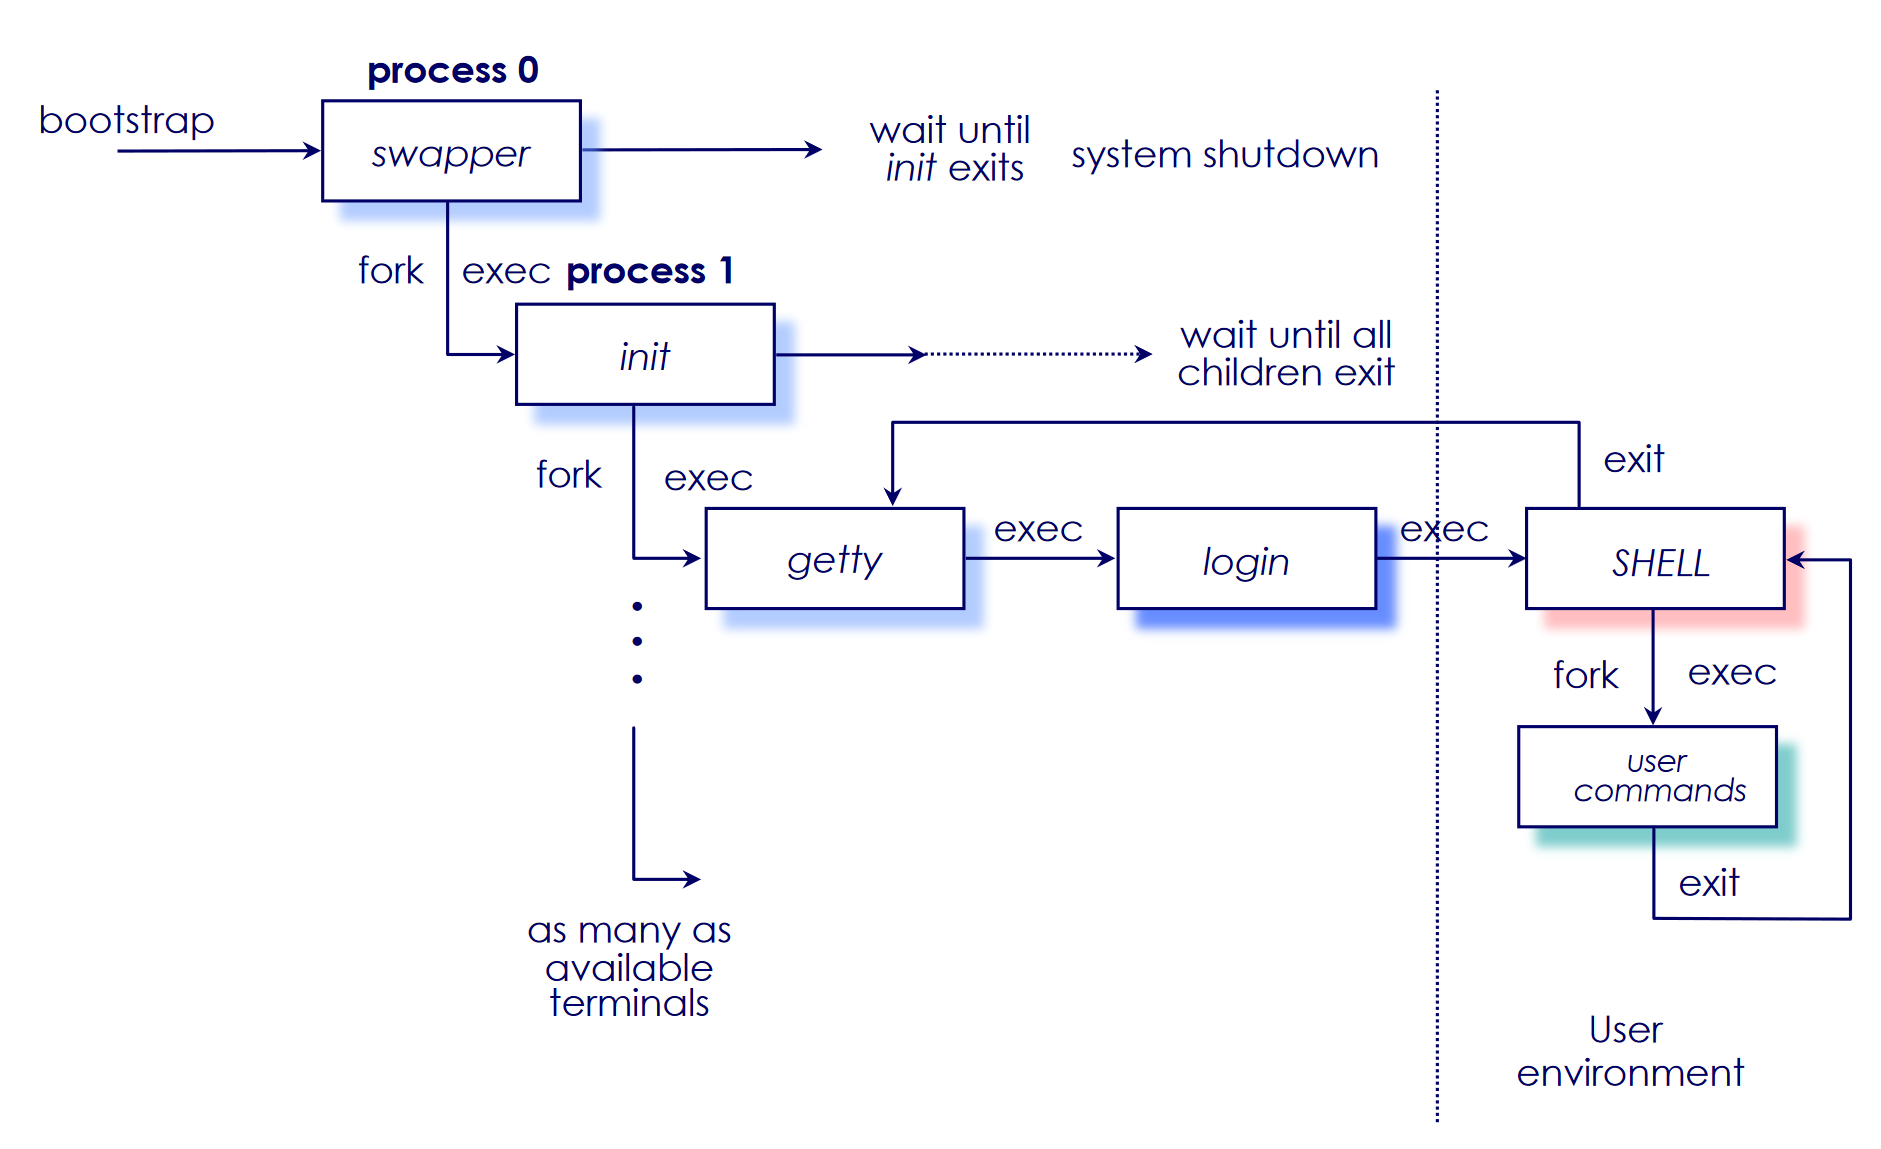 process 0
bootstrap
swapper
wait until
init exits
system shutdown
fork
exec
process 1
init
wait until all
children exit
fork
exec
exit
getty
exec
login
exec
SHELL
fork
exec
user
commands
exit
as many as
available
terminals
User
environment